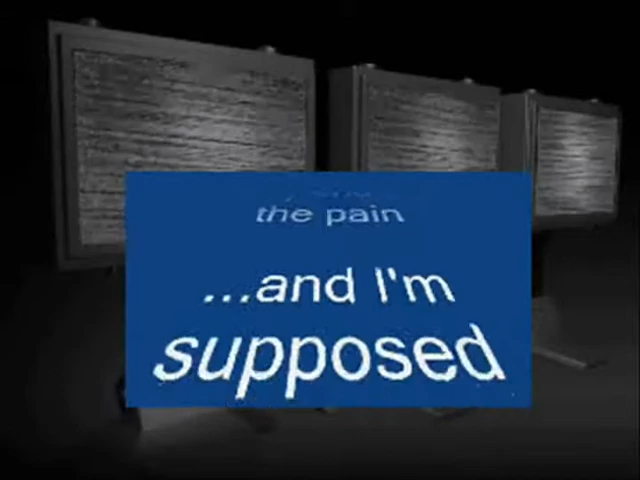 the pain
...and I'm
supposed